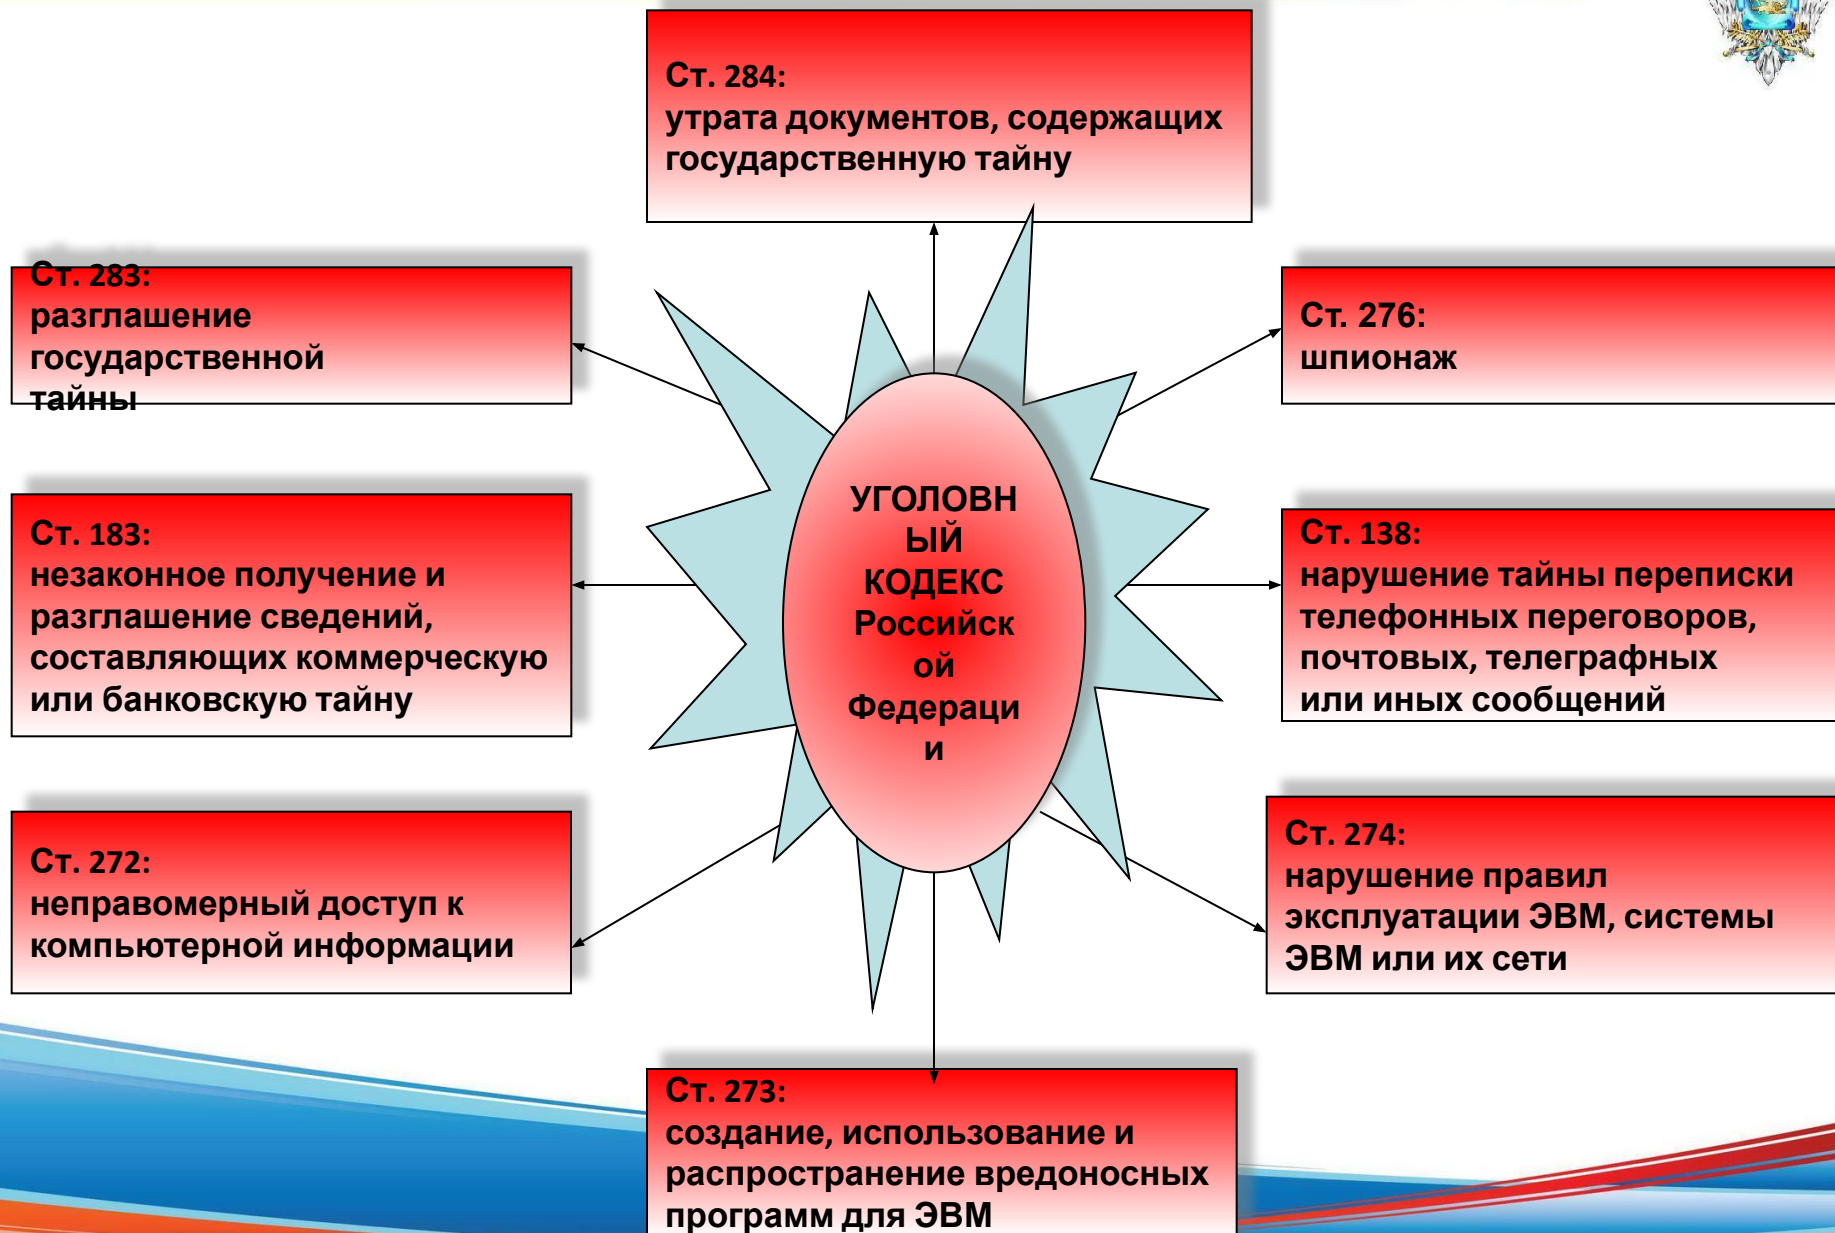 Ст. 284:
утрата документов, содержащих
государственную тайну
Ст. 283:
разглашение
государственной
тайны
Ст. 276:
шпионаж
УГОЛОВН
ЫЙ
КОДЕКС
Российск
ой
Федераци
и
Ст. 183:
незаконное получение и
разглашение сведений,
составляющих коммерческую
или банковскую тайну
Ст. 138:
нарушение тайны переписки
телефонных переговоров,
почтовых, телеграфных
или иных сообщений
Ст. 272:
неправомерный доступ к
компьютерной информации
Ст. 274:
нарушение правил
эксплуатации ЭВМ, системы
ЭВМ или их сети
Ст. 273:
создание, использование и
распространение вредоносных
программ для ЭВМ